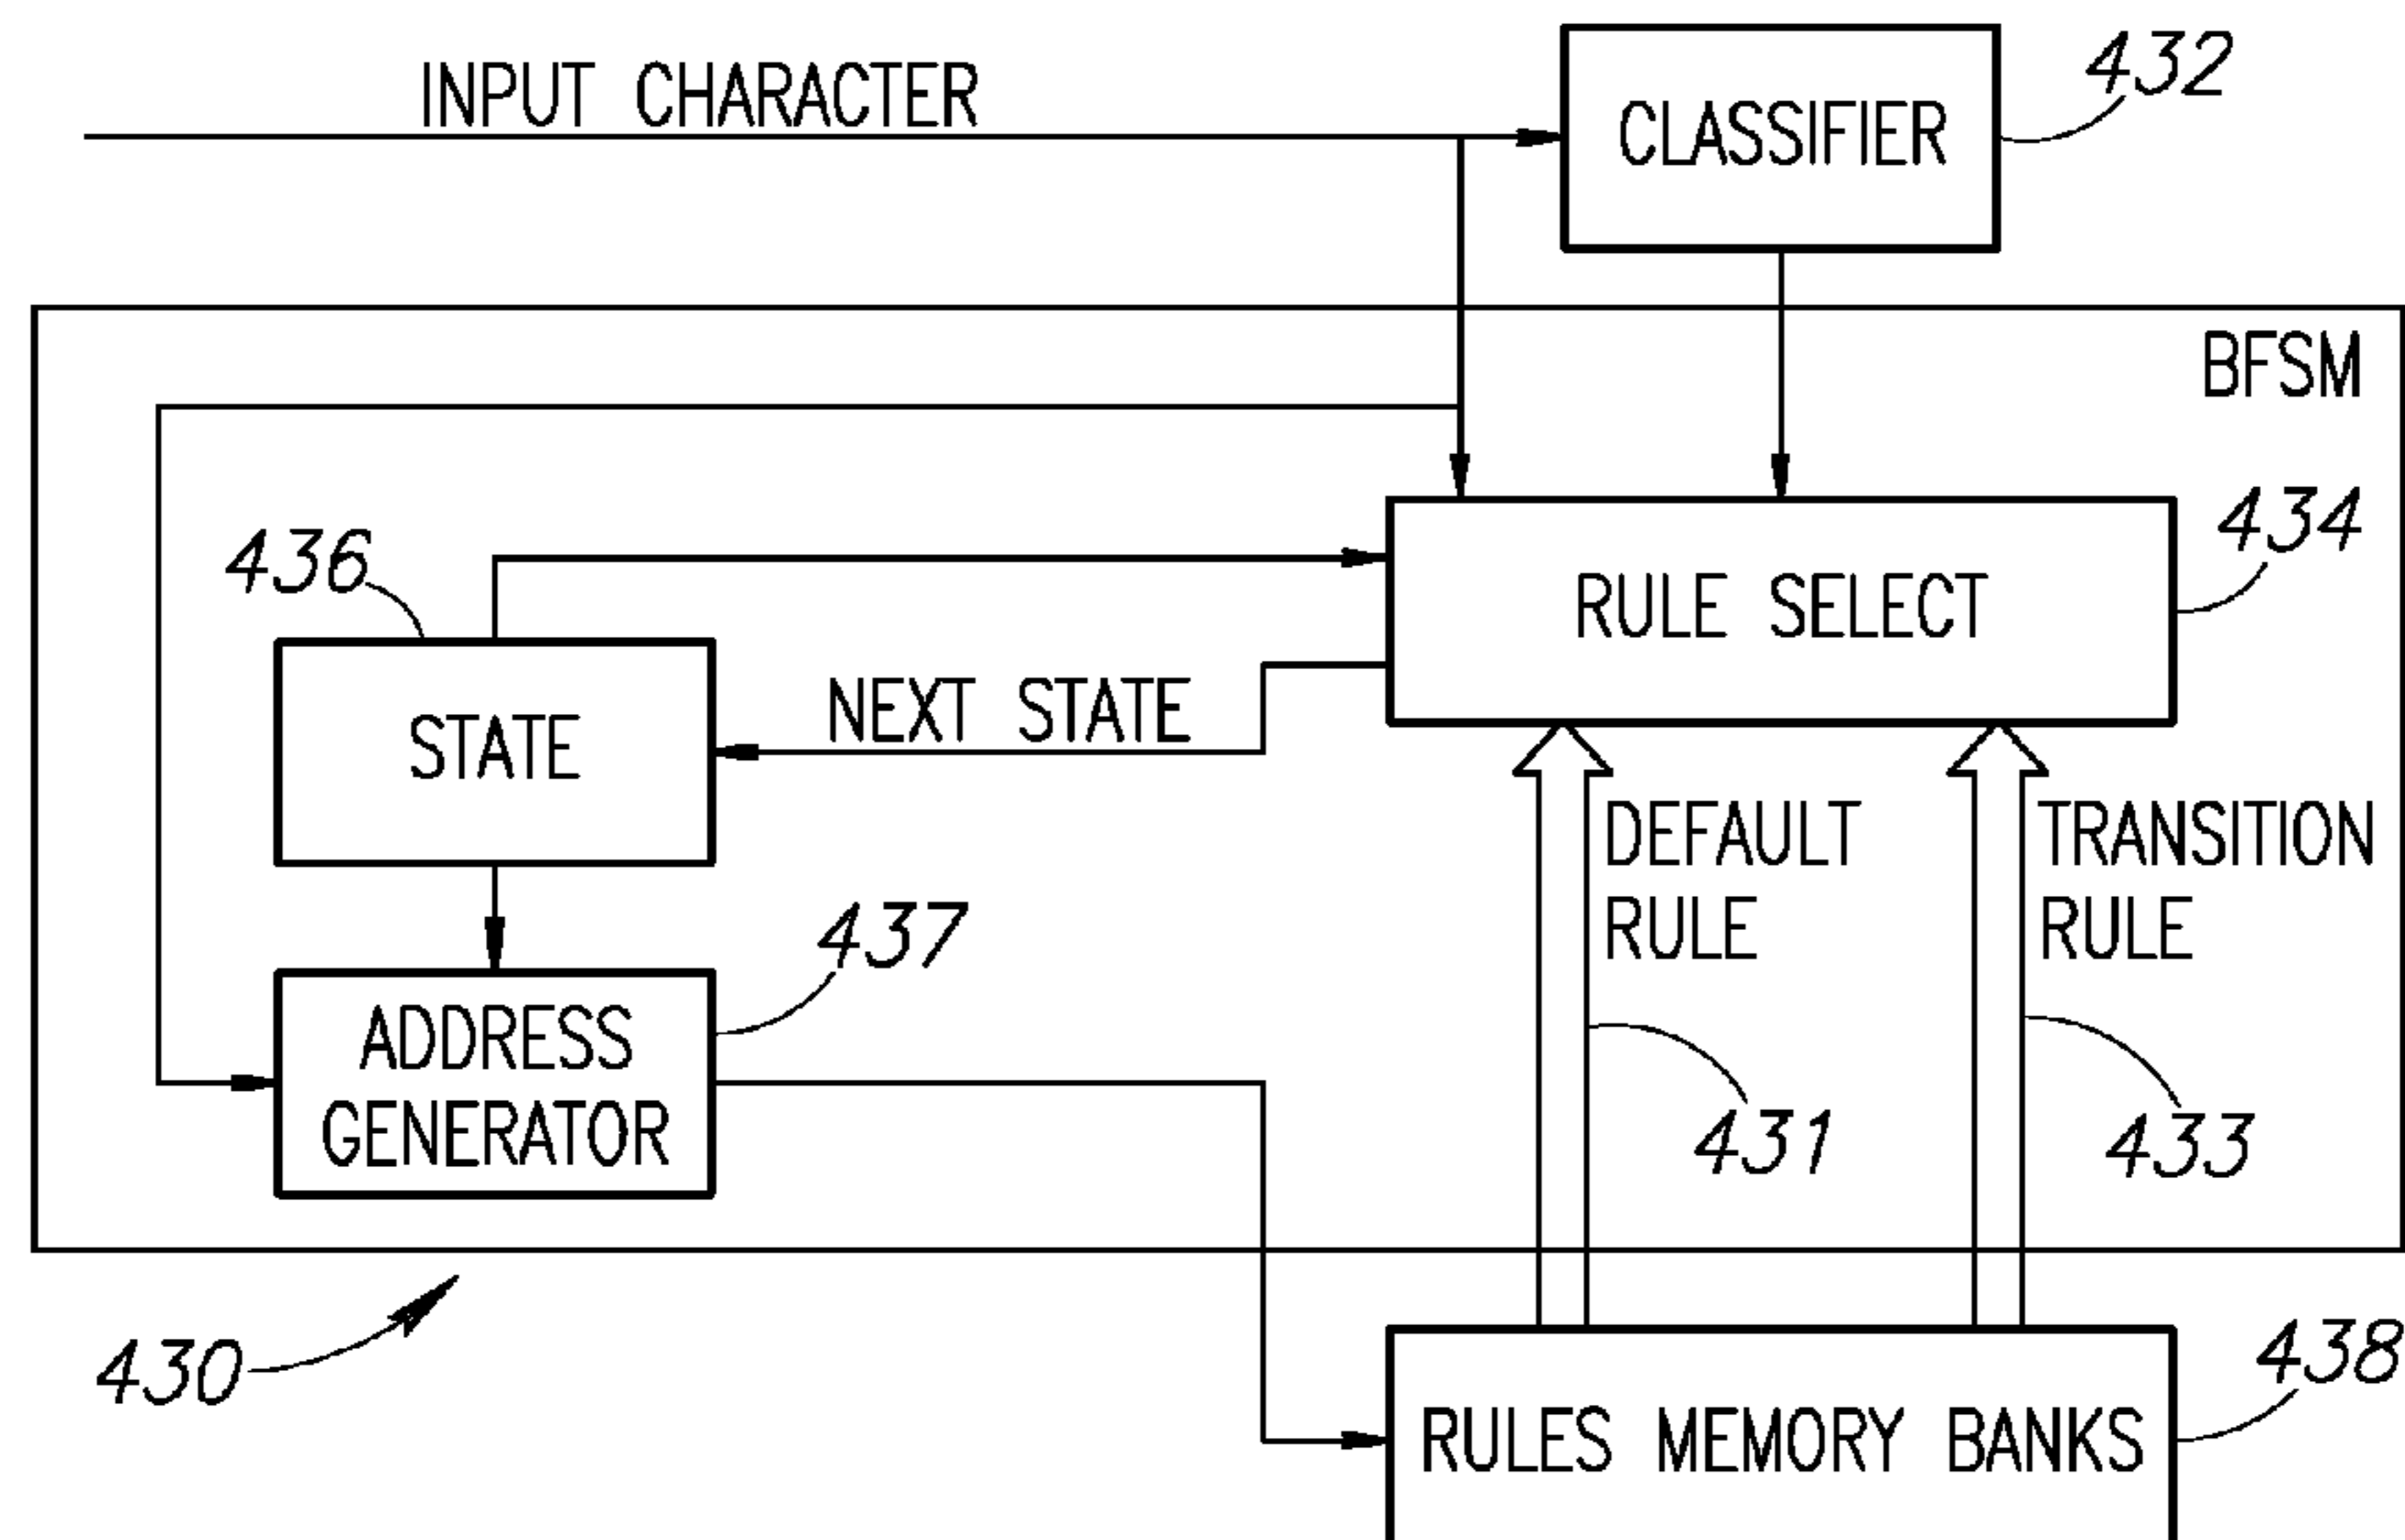 INPUT CHARACTER
CLASSIFIER
432
BFSM
436
434
RULE SELECT
STATE
NEXT STATE
DEFAULT
RULE
TRANSITION
RULE
437
ADDRESS
GENERATOR
431
433
430
438
RULES MEMORY BANKS